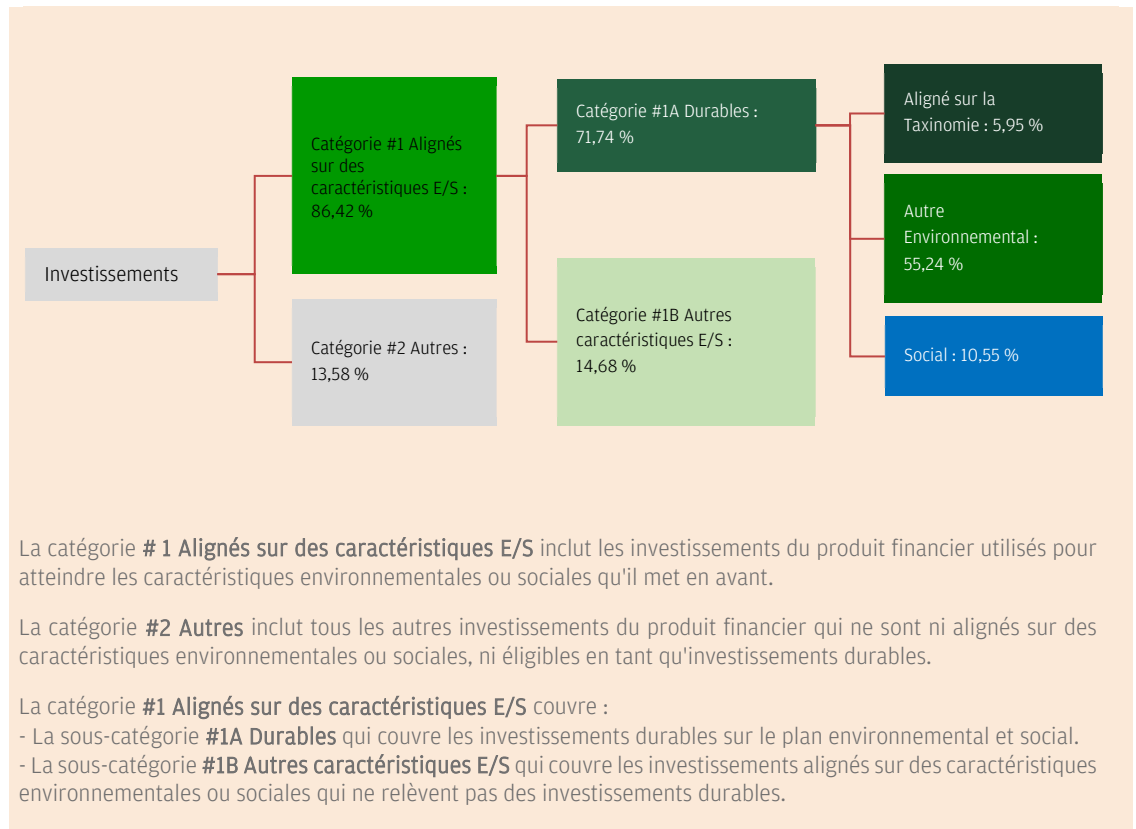 Investissements
Catégorie #1 Alignés
sur des
caractéristiques E/S :
86,42 %
Catégorie #2 Autres :
13,58 %
Catégorie #1A Durables :
71,74 %
Catégorie #1B Autres
caractéristiques E/S :
14,68 %
Aligné sur la
Taxinomie : 5,95 %
Autre
Environnemental :
55,24 %
Social : 10,55 %
La catégorie # 1 Alignés sur des caractéristiques E/S inclut les investissements du produit financier utilisés pour
atteindre les caractéristiques environnementales ou sociales qu'il met en avant.
La catégorie #2 Autres inclut tous les autres investissements du produit financier qui ne sont ni alignés sur des
caractéristiques environnementales ou sociales, ni éligibles en tant qu'investissements durables.
La catégorie #1 Alignés sur des caractéristiques E/S couvre :
- La sous-catégorie #1A Durables qui couvre les investissements durables sur le plan environnemental et social.
- La sous-catégorie #1B Autres caractéristiques E/S qui couvre les investissements alignés sur des caractéristiques
environnementales ou sociales qui ne relèvent pas des investissements durables.